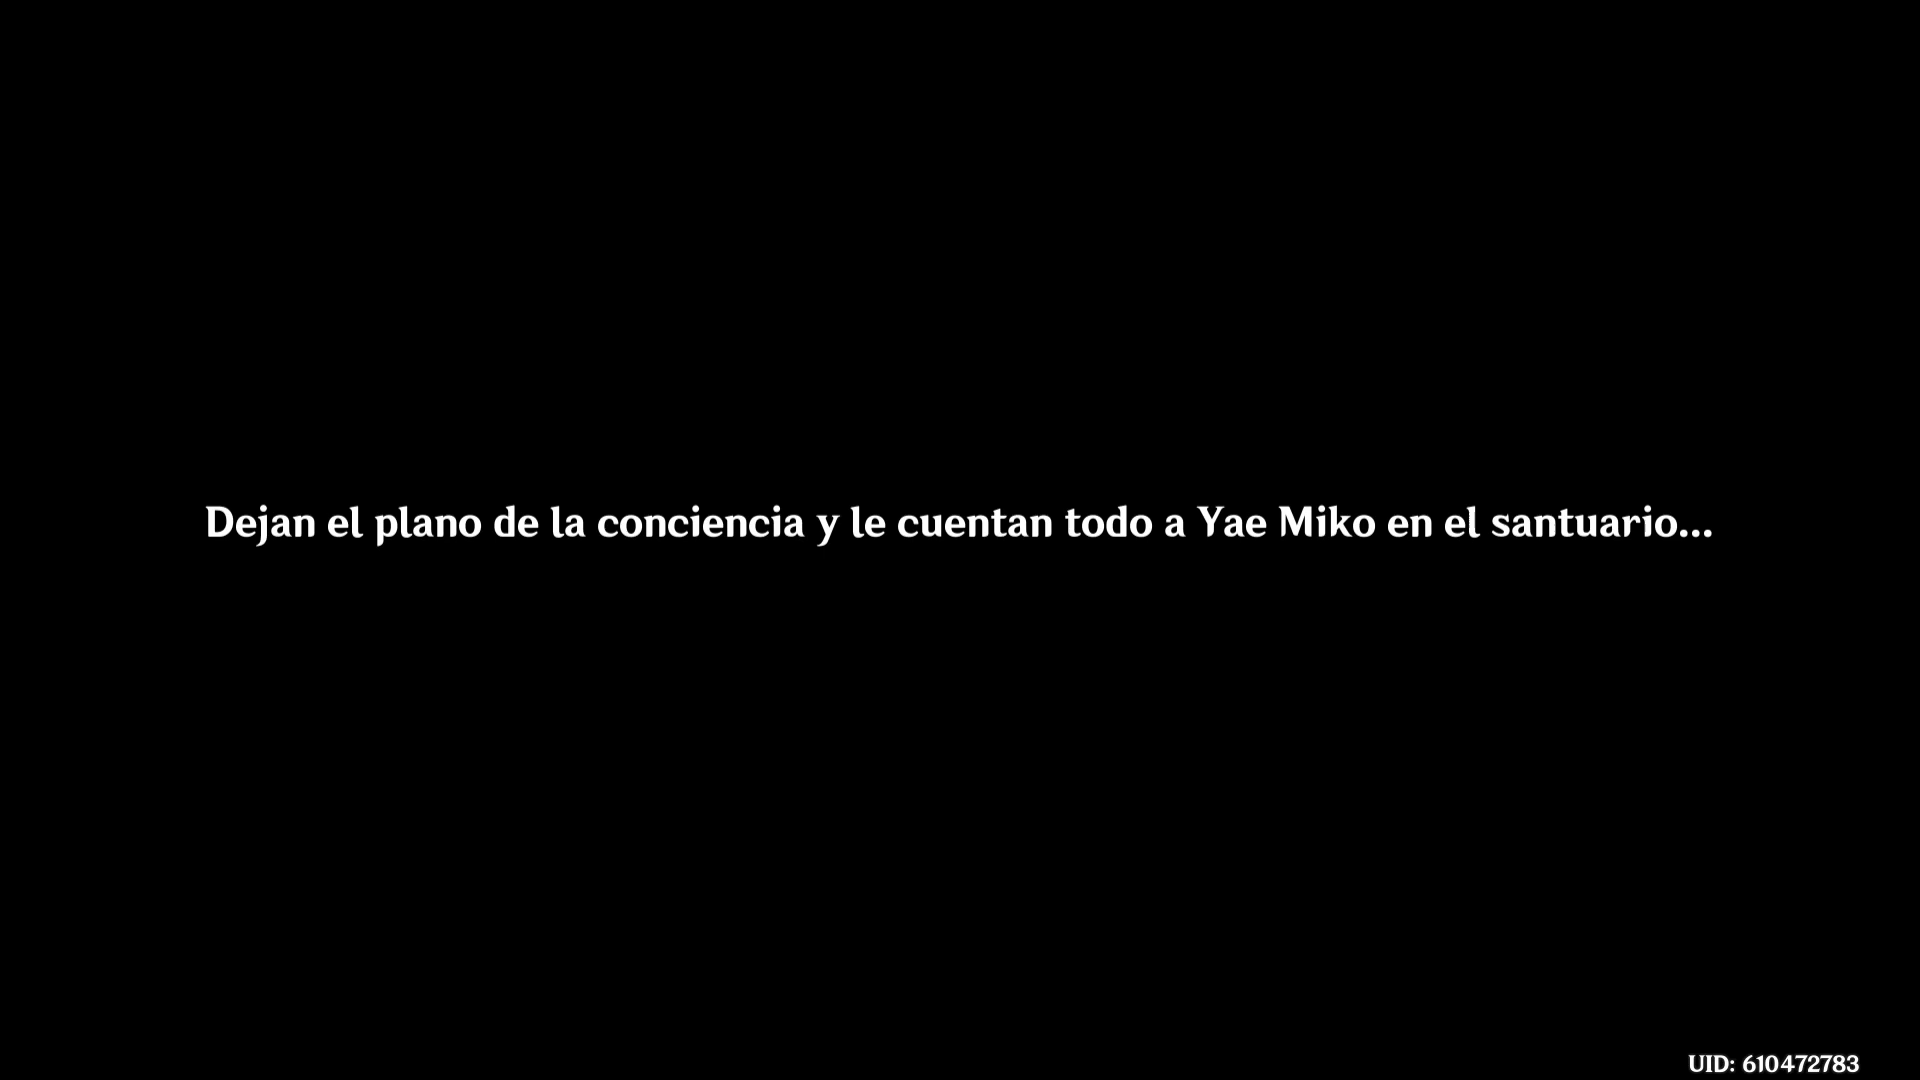 Dejan el plano de la conciencia y le cuentan todo a Yae Miko en el santuario...
UID: 610472783